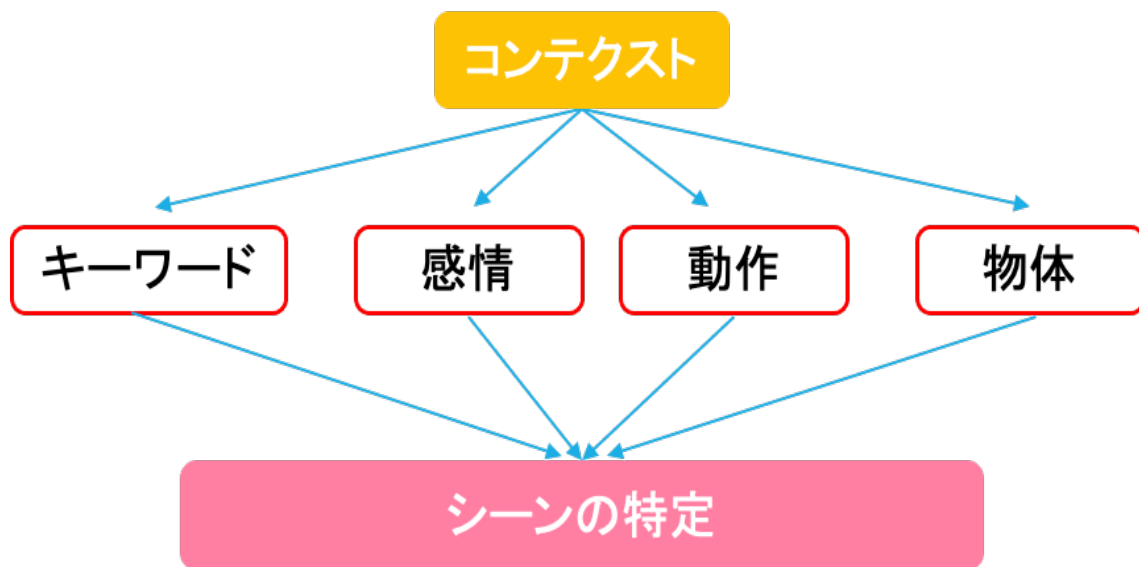 コンテクスト
キーワード
感情
動作
物体
シーンの特定